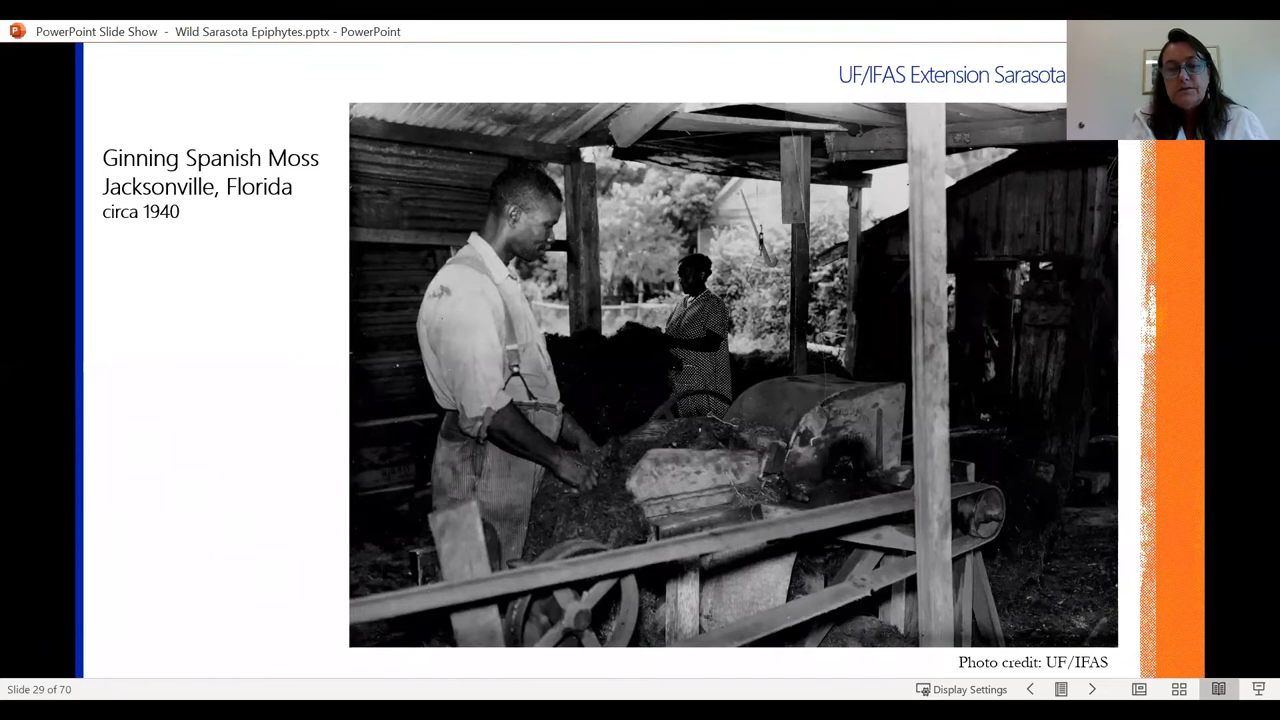 PowerPoint Slide Show - Wild Sarasota Epiphytes.pptx - PowerPoint
UF/IFAS Extension Sarasota
Ginning Spanish Moss
Jacksonville, Florida
circa 1940
Photo credit: UF/IFAS
Slide 29 of 70
Display Settings